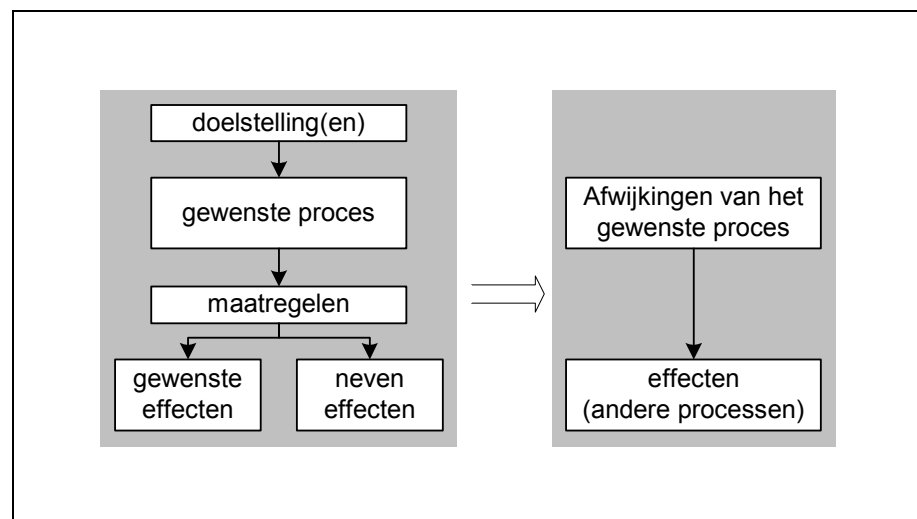 doelstelling(en)
gewenste proces
maatregelen
gewenste
effecten
neven
effecten
Afwijkingen van het
gewenste proces
effecten
(andere processen)